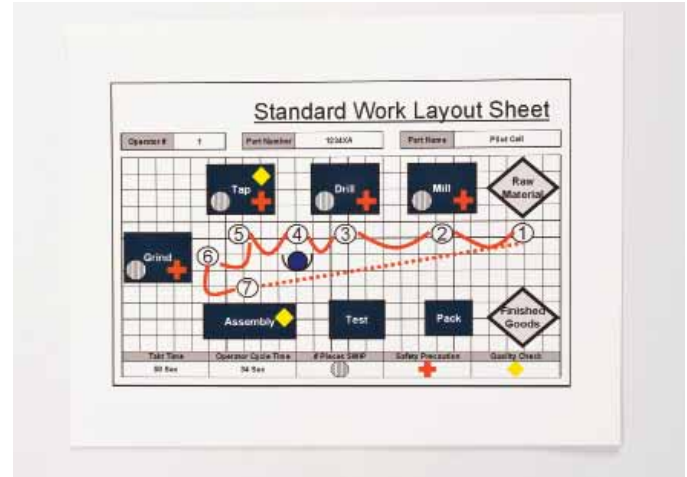 Standard Work Layout Sheet
Operator # 1 Part Number 1234XA Part Name Pilot Cell
Tap Drill Mill Raw Material
5 4 3 2 1
6
Grind
7
Assembly Test Pack Finished Goods
Takt Time Operator Cycle Time # Pieces SWIP Safety Precaution Quality Check
Sec Sec